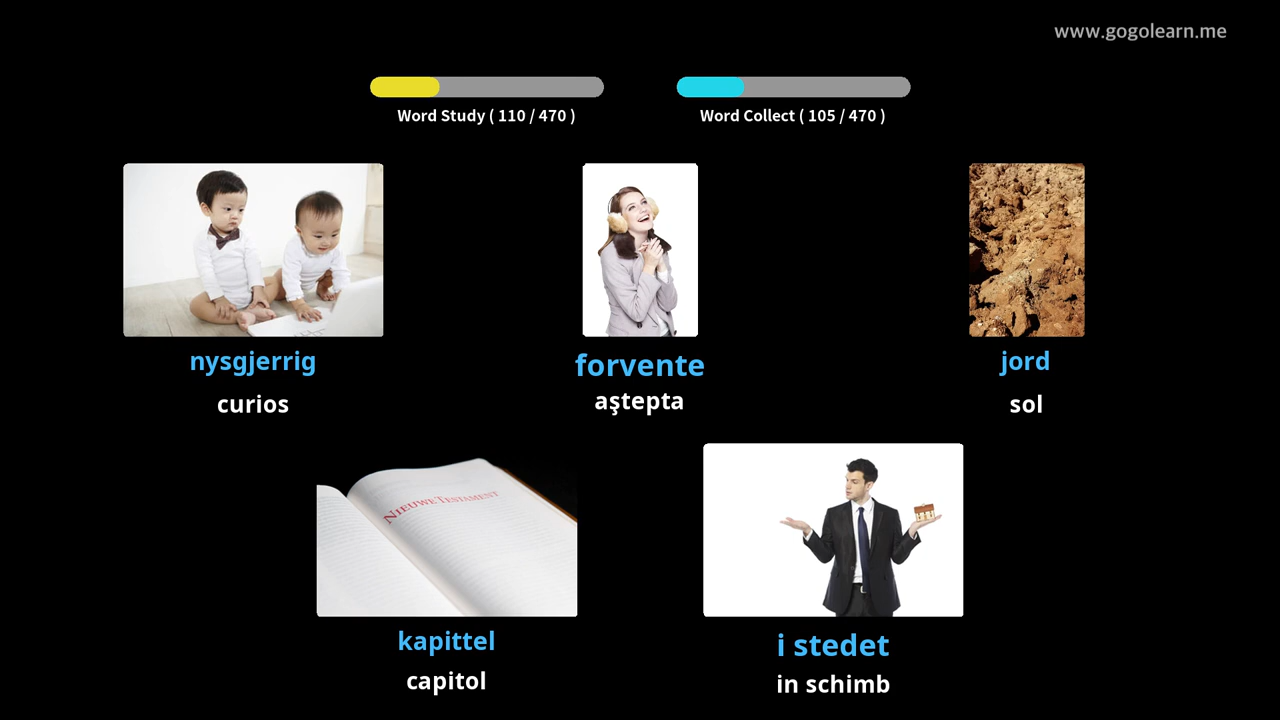 www.gogolearn.me
Word Study ( 110 / 470 )
Word Collect ( 105 / 470 )
nysgjerrig
forvente
jord
curios
aştepta
sol
NIEUWE TESTAMENT
kapittel
i stedet
capitol
in schimb